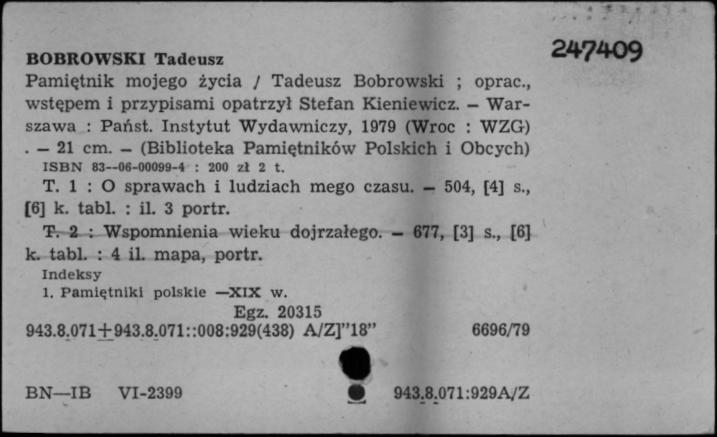 247409
BOBROWSKI Tadeusz
Pamiętnik mojego życia / Tadeusz Bobrowski ; oprac.,
wstępem i przypisami opatrzył Stefan Kieniewicz. — War-
szawa : Państ. Instytut Wydawniczy, 1979 (Wroc : WZG)
. — 21 cm. — (Biblioteka Pamiętników Polskich i Obcych)
ISBN 83--06-00099-4 : 200 zł 2 t.
T. 1 : O sprawach i ludziach mego czasu. — 504, [4] s.,
[6] k. tabl. : il. 3 portr.
T. 2 : Wspomnienia wieku dojrzałego. — 677, [3] s., [6]
k. tabl. : 4 il. mapa, portr.
Indeksy
1. Pamiętniki polskie —XIX w.
Egz. 20315
943.8.071+943.8.071::008:929(438) A/Z]”18” 6696/79
BN—IB VI-2399 943.8.071:929A/Z